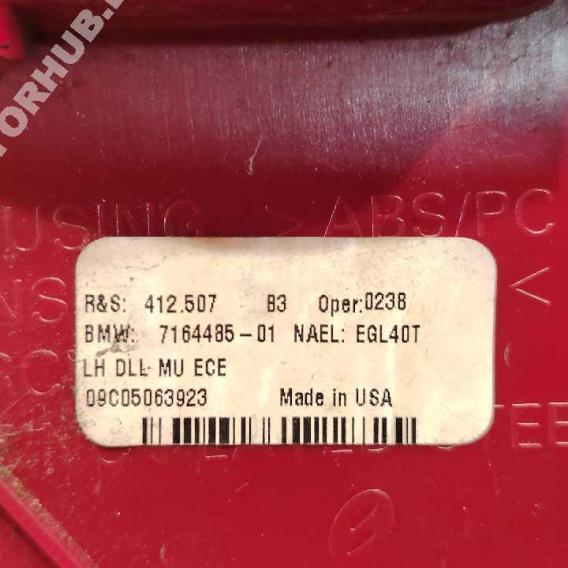 TORHUB.
USING >ABS/PC
R&S: 412.507 B3 Oper:0238
BMW: 7164485-01 NAEL: EGL40T
LH DLL MU ECE
09C05063923 Made in USA